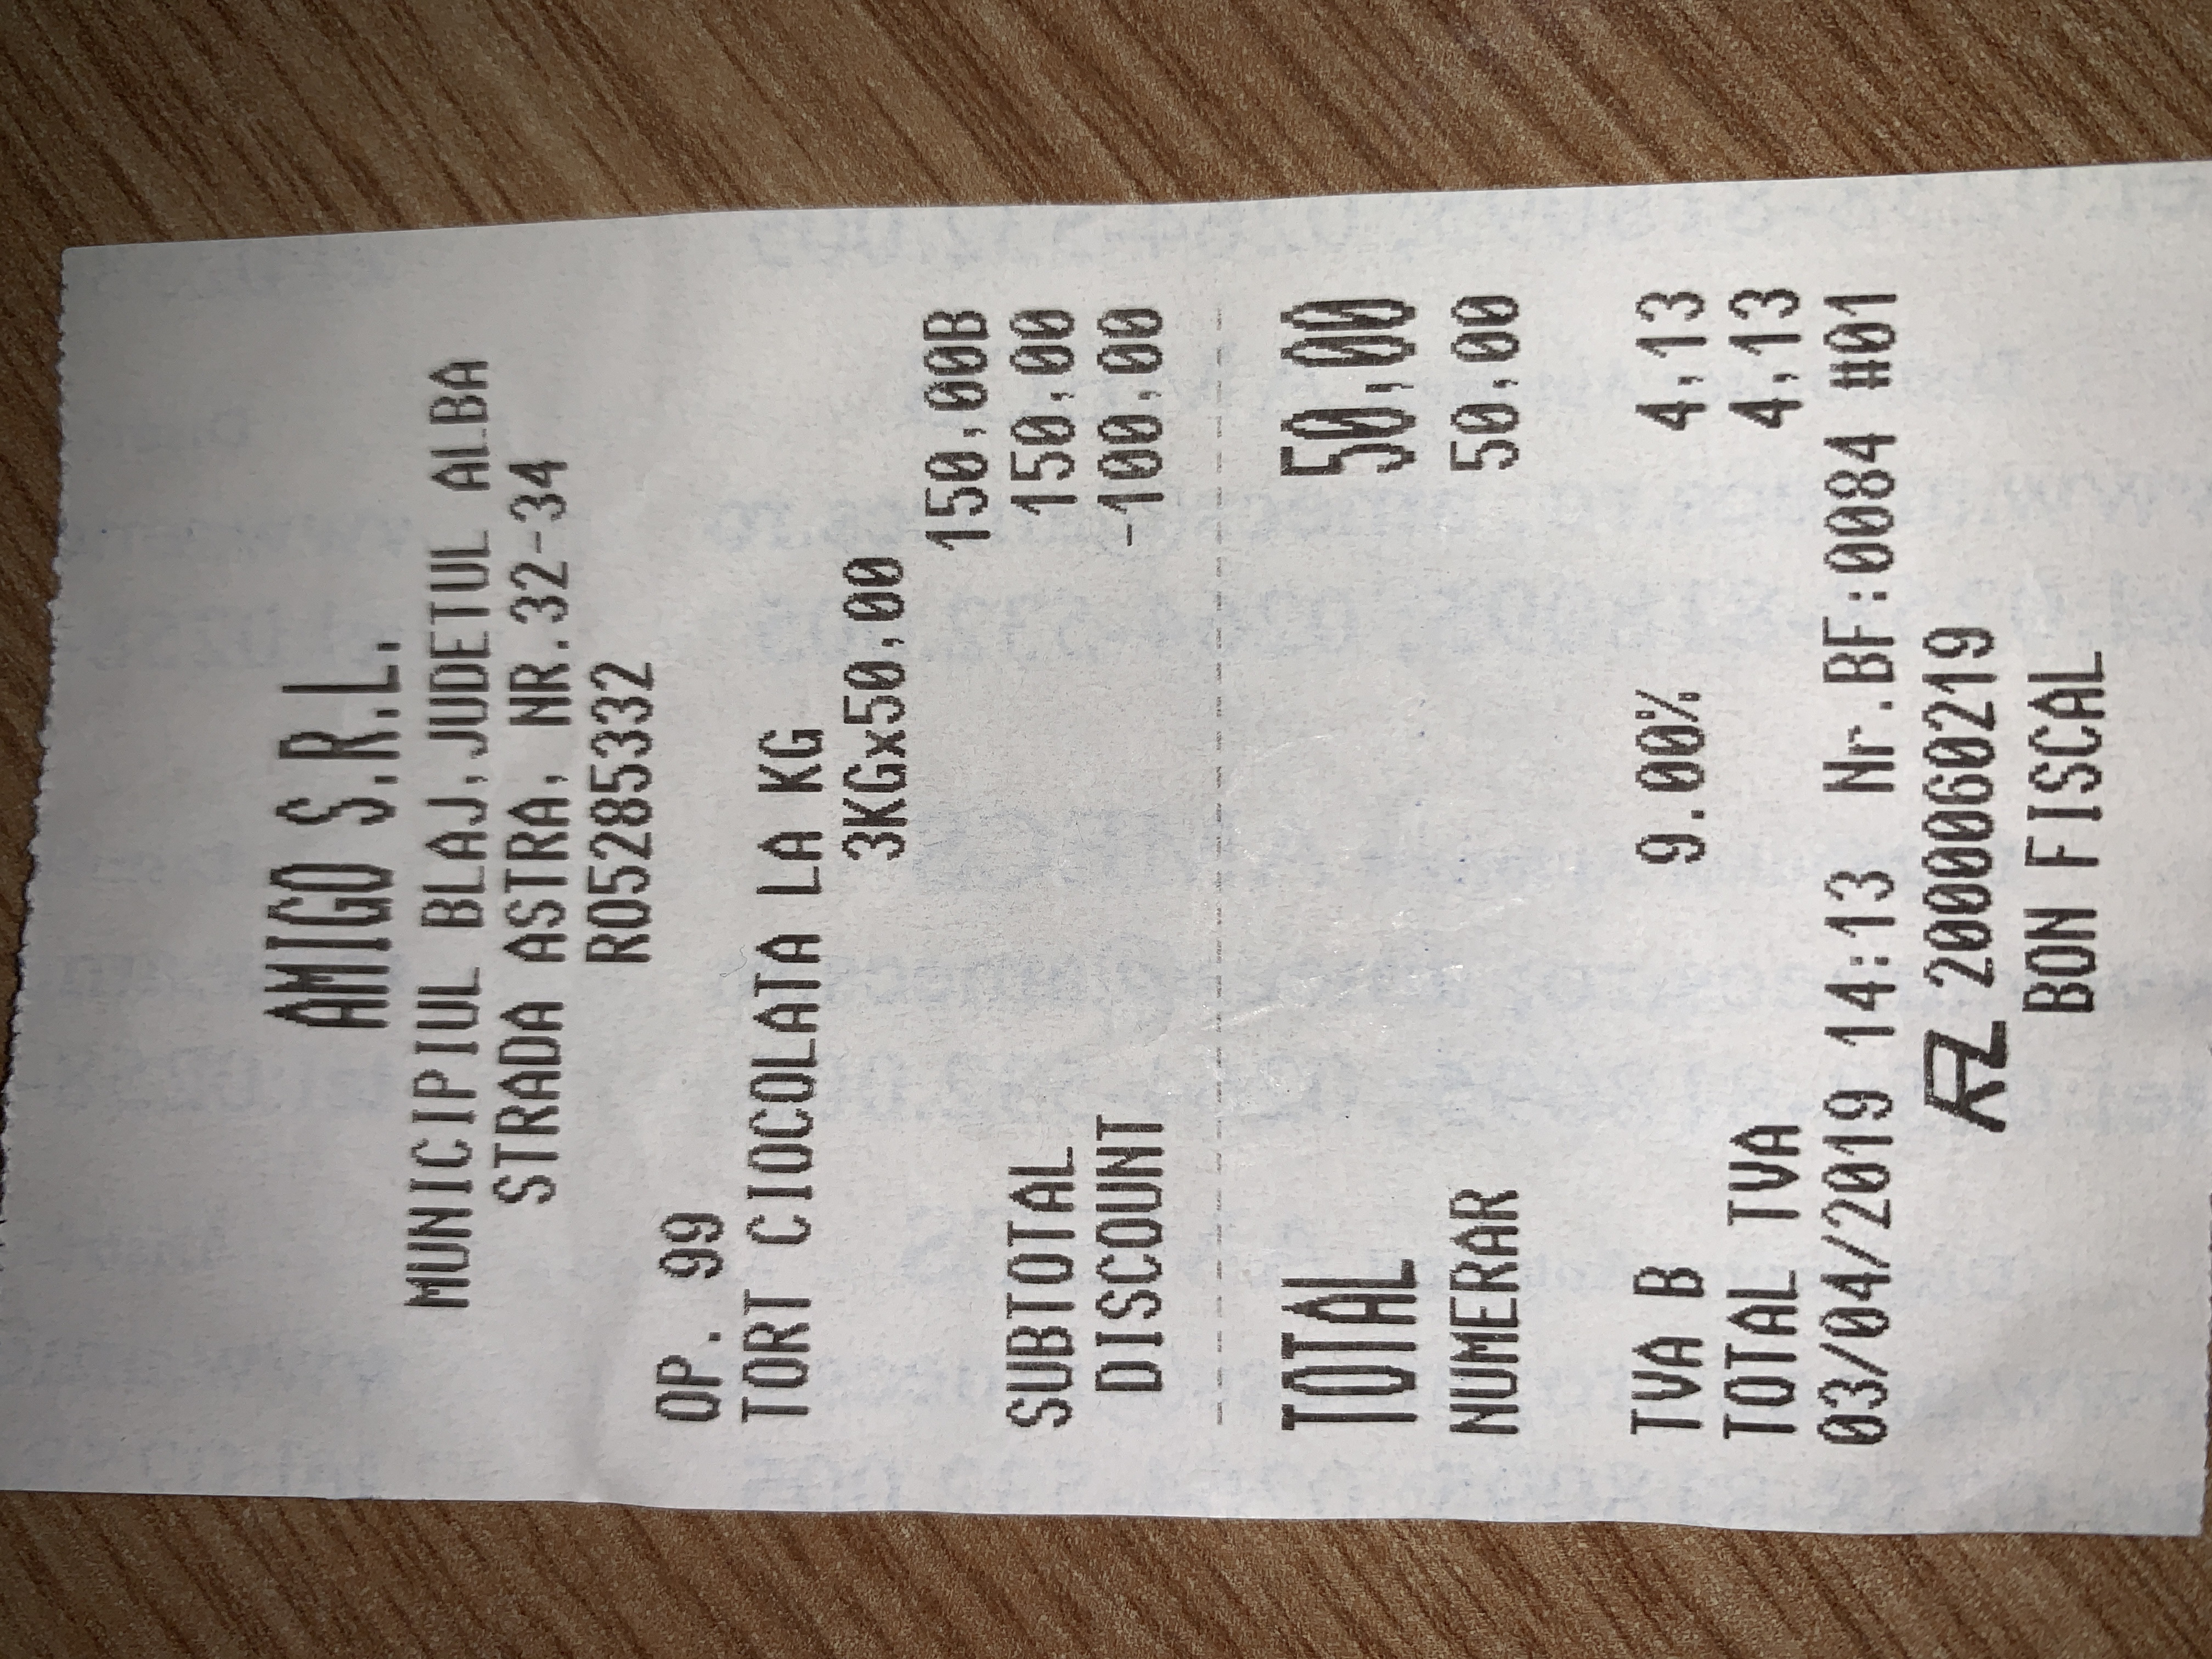 AMIGO S.R.L.
MUNICIPIUL BLAJ,JUDETUL ALBA
STRADA ASTRA, NR.32-34
RO5285332
OP. 99
TORT CIOCOLATA LA KG
3KGx50,00
150,00B
SUBTOTAL 150,00
DISCOUNT -100,00
TOTAL 50,00
NUMERAR 50,00
TVA B 9.00% 4,13
TOTAL TVA 4,13
03/04/2019 14:13 Nr.BF:0084 #01
2000060219
BON FISCAL